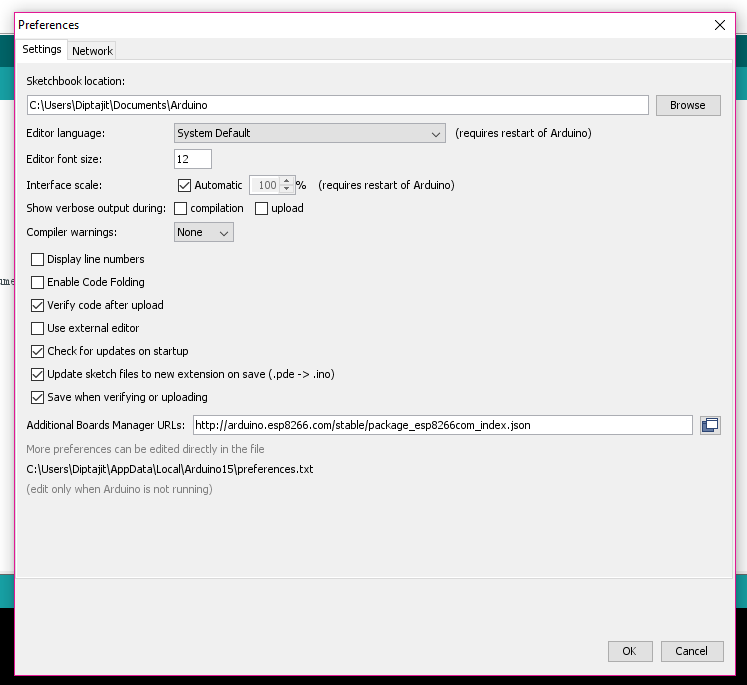 Preferences
Settings Network
Sketchbook location:
C:\Users\Diptajit\Documents\Arduino Browse
Editor language: System Default (requires restart of Arduino)
Editor font size: 12
Interface scale: Automatic 100 % (requires restart of Arduino)
Show verbose output during: compilation upload
Compiler warnings: None
Display line numbers
Enable Code Folding
Verify code after upload
Use external editor
Check for updates on startup
Update sketch files to new extension on save (.pde -> .ino)
Save when verifying or uploading
Additional Boards Manager URLs: http://arduino.esp8266.com/stable/package_esp8266com_index.json
More preferences can be edited directly in the file
C:\Users\Diptajit\AppData\Local\Arduino15\preferences.txt
(edit only when Arduino is not running)
OK Cancel